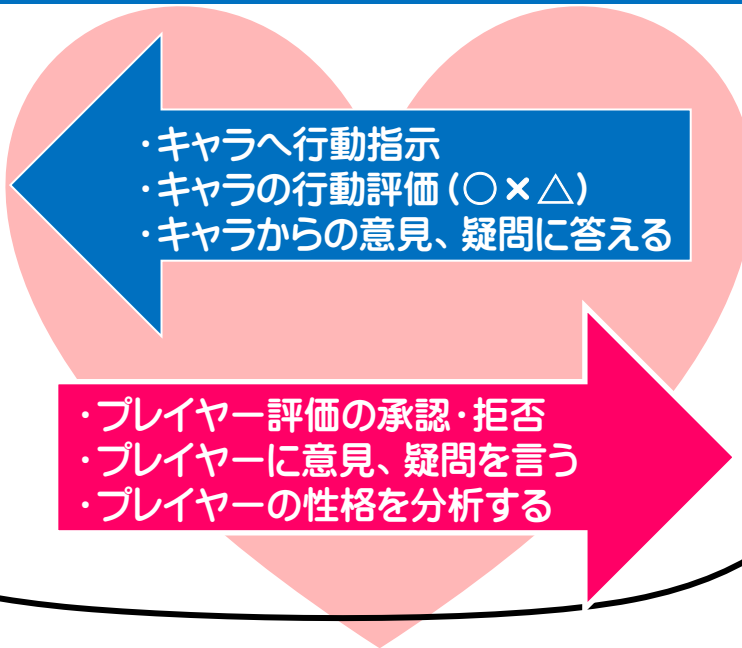 ・キャラへ行動指示
・キャラの行動評価(○×△)
・キャラからの意見、疑問に答える
・プレイヤー評価の承認・拒否
・プレイヤーに意見、疑問を言う
・プレイヤーの性格を分析する